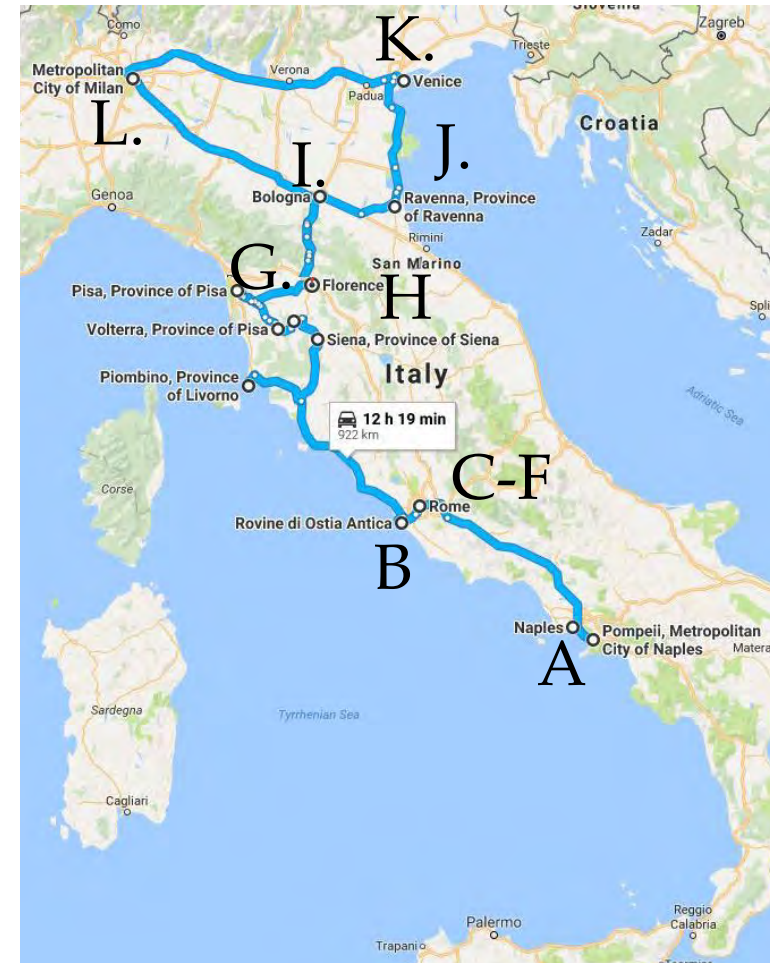 Slovenia
Zagreb
Como
K.
Trieste
Metropolitan
City of Milan
Verona
Padua
Venice
L.
Croatia
J.
I.
Genoa
Bologna
Ravenna, Province
of Ravenna
Rimini
Zadar
San Marino
G.
Pisa, Province of Pisa
Florence
H
Volterra, Province of Pisa
Siena, Province of Siena
Piombino, Province
of Livorno
Italy
Adriatic Sea
12 h 19 min
922 km
C-F
Corse
Rome
Rovine di Ostia Antica
B
Naples
Pompeii, Metropolitan
City of Naples
Matera
A
Sardegna
Tyrrhenian Sea
Cagliari
Palermo
Reggio
Calabria
Trapani